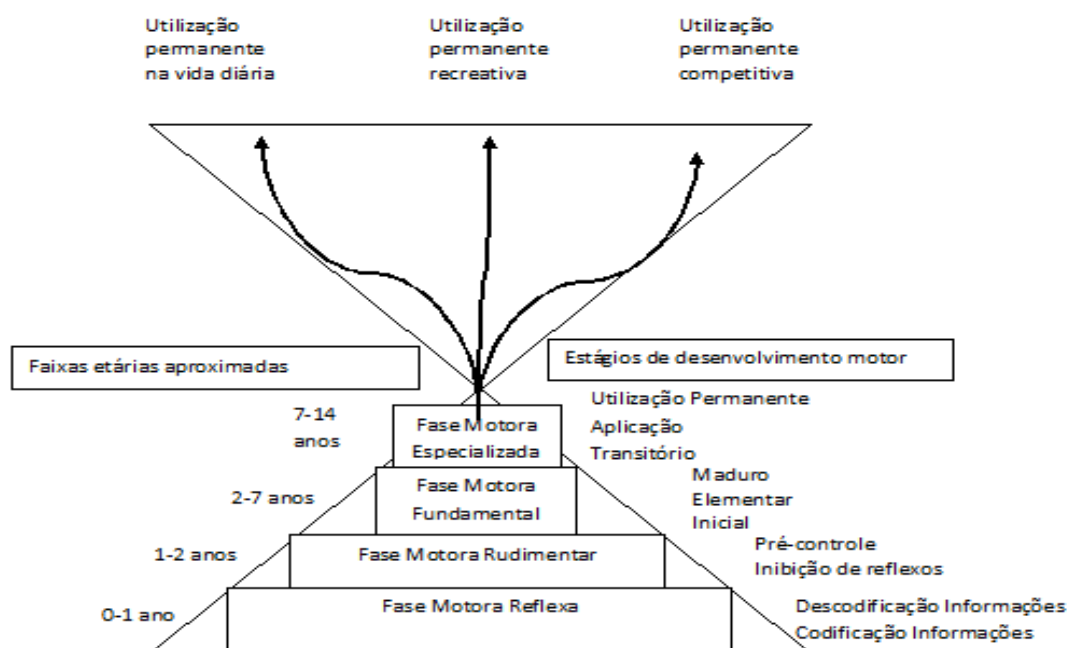 Utilização
permanente
na vida diária
Utilização
permanente
recreativa
Utilização
permanente
competitiva
Faixas etárias aproximadas
Estágios de desenvolvimento motor
7-14
anos
Fase Motora
Especializada
Utilização Permanente
Aplicação
Transitório
2-7 anos
Fase Motora
Fundamental
Maduro
Elementar
Inicial
1-2 anos
Fase Motora Rudimentar
Pré-controle
Inibição de reflexos
0-1 ano
Fase Motora Reflexa
Descodificação Informações
Codificação Informações